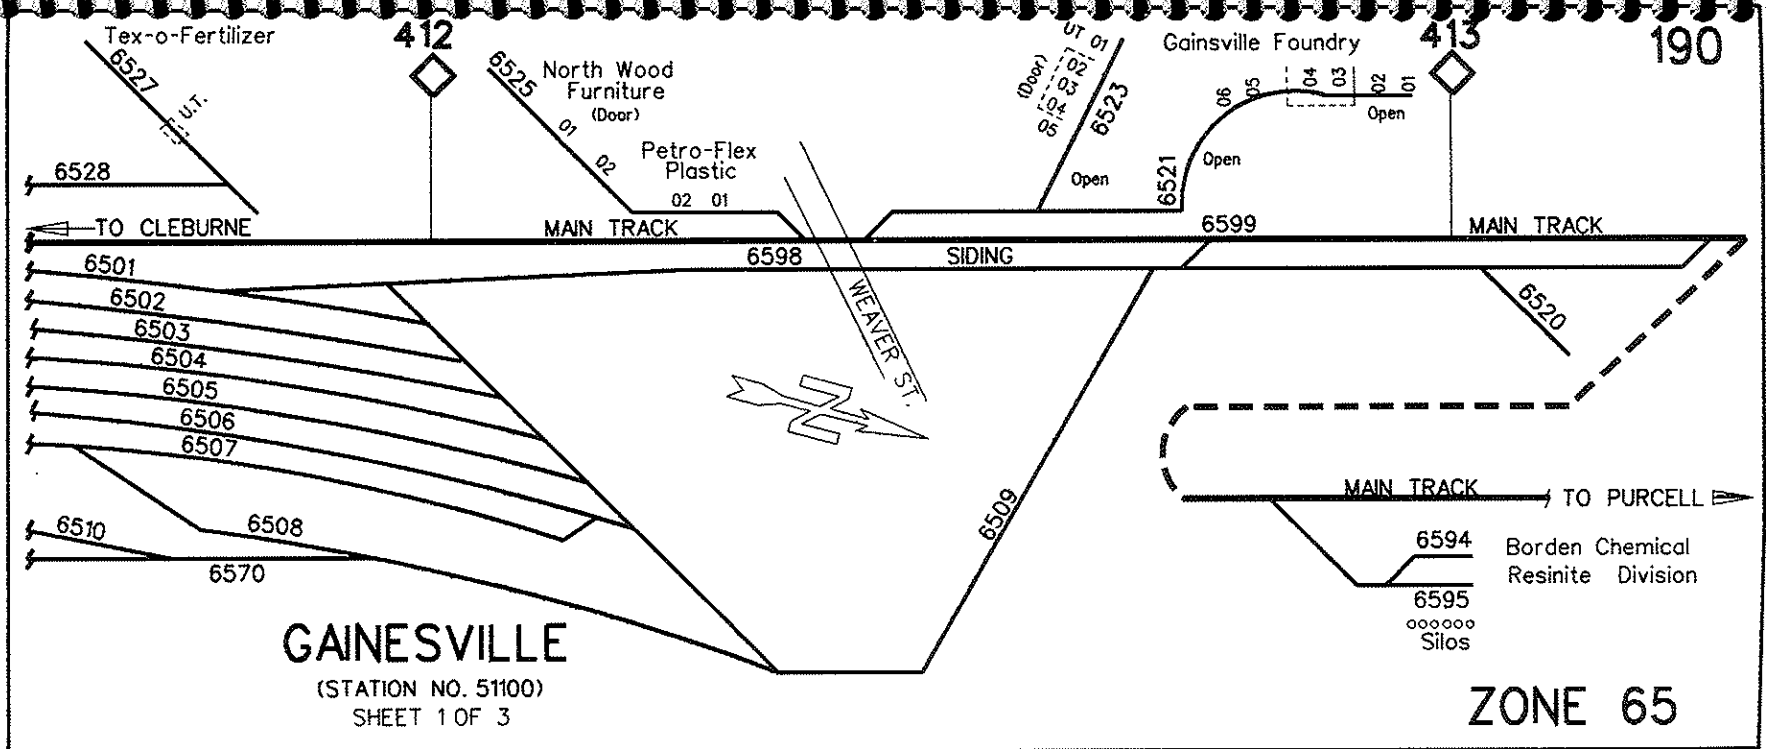 Tex-o-Fertilizer
412
UT 01
02
03
04
05
(Door)
6523
Open
Gainsville Foundry
413
190
6527
U.T.
6525
North Wood
Furniture
(Door)
01
02
Petro-Flex
Plastic
02 01
06
05
04
03
02
01
Open
Open
6521
6528
TO CLEBURNE
MAIN TRACK
6599
MAIN TRACK
6598
SIDING
6501
6502
6503
6504
6505
6506
6507
WEAVER ST.
N
6520
6509
MAIN TRACK
TO PURCELL
6510
6508
6570
6594
Borden Chemical
Resinite Division
6595
Silos
GAINESVILLE
(STATION NO. 51100)
SHEET 1 OF 3
ZONE 65